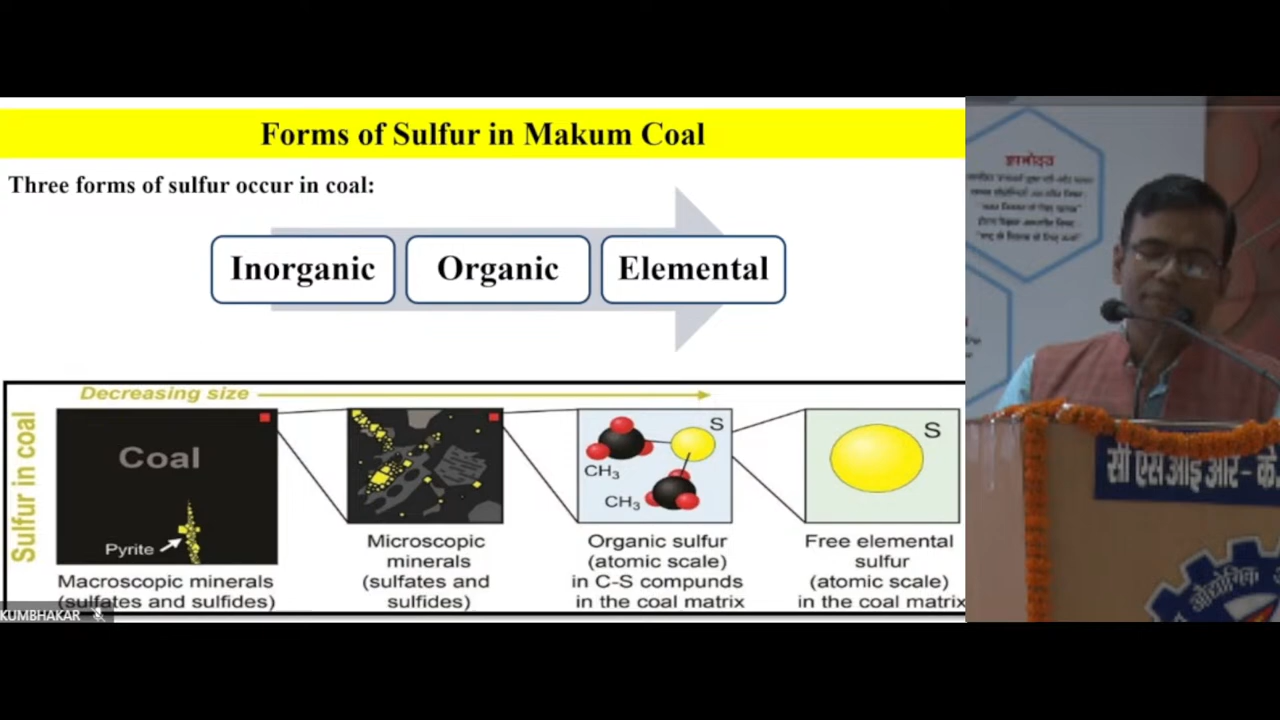 Forms of Sulfur in Makum Coal
Three forms of sulfur occur in coal:
Inorganic
Organic
Elemental
Decreasing size
Sulfur in coal
Coal
Pyrite
Macroscopic minerals
(sulfates and sulfides)
Microscopic
minerals
(sulfates and
sulfides)
S
CH3
CH3
Organic sulfur
(atomic scale)
in C-S compunds
in the coal matrix
S
Free elemental
sulfur
(atomic scale)
in the coal matrix
KUMBHAKAR
ज्ञानोदय
सी एस आई आर - के
औद्योगिक